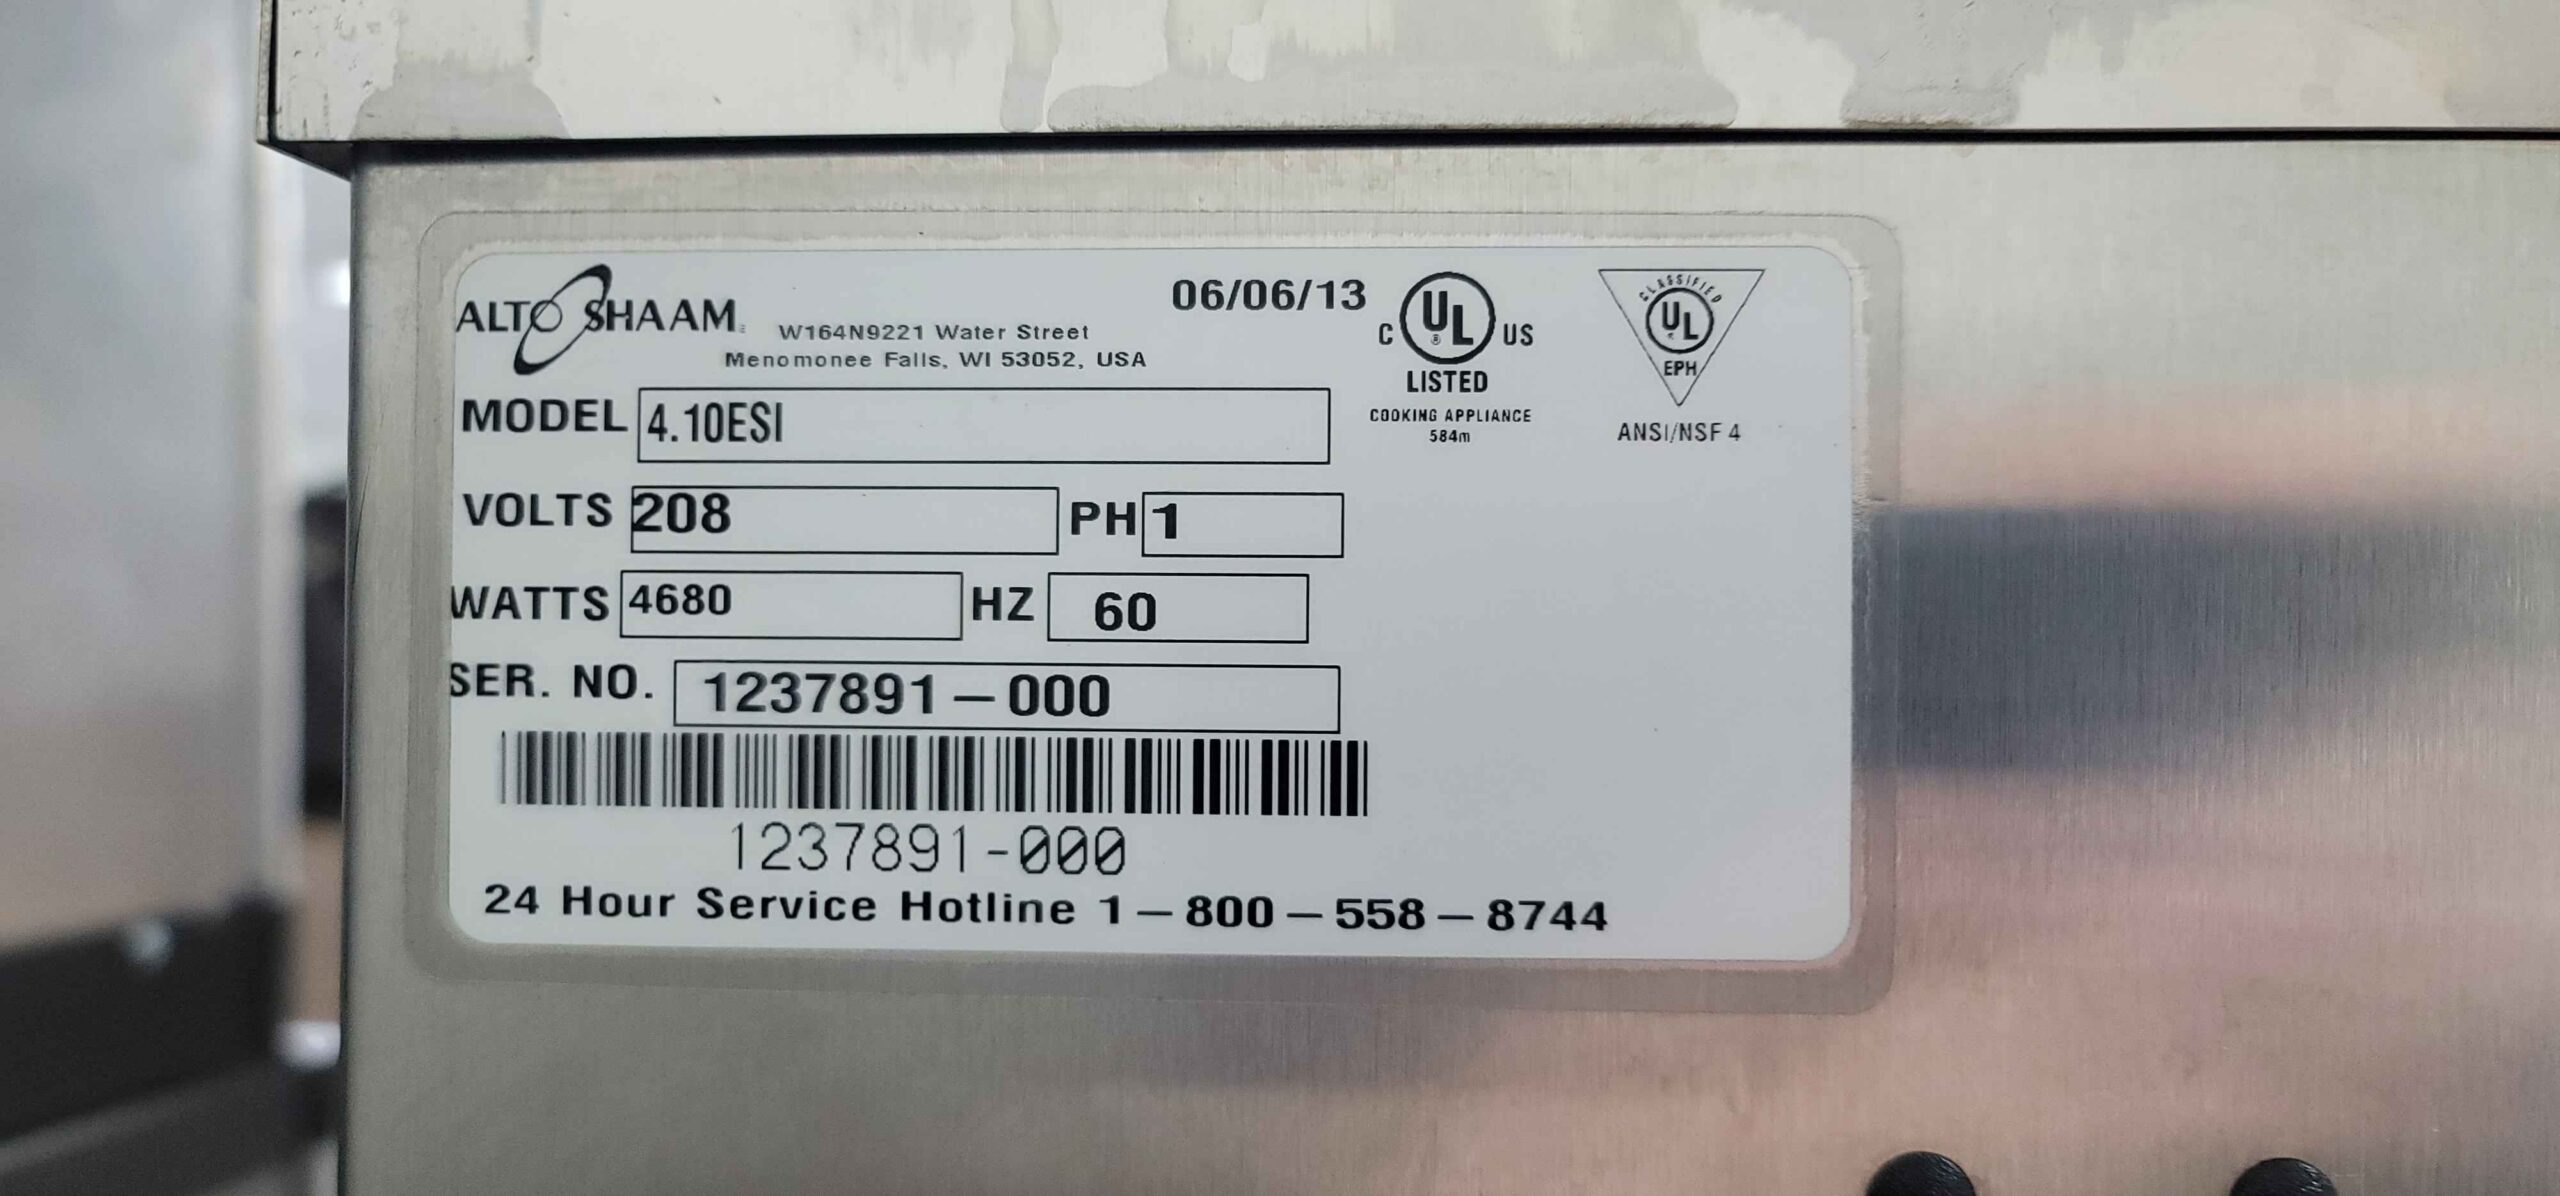 ALTO SHAAM
W164N9221 Water Street
Menomonee Falls, WI 53052, USA
06/06/13
C UL US
LISTED
COOKING APPLIANCE
584m
CLASSIFIED
UL
EPH
ANSI/NSF 4
MODEL 4.10ESI
VOLTS 208 PH 1
WATTS 4680 HZ 60
SER. NO. 1237891-000
1237891-000
24 Hour Service Hotline 1-800-558-8744